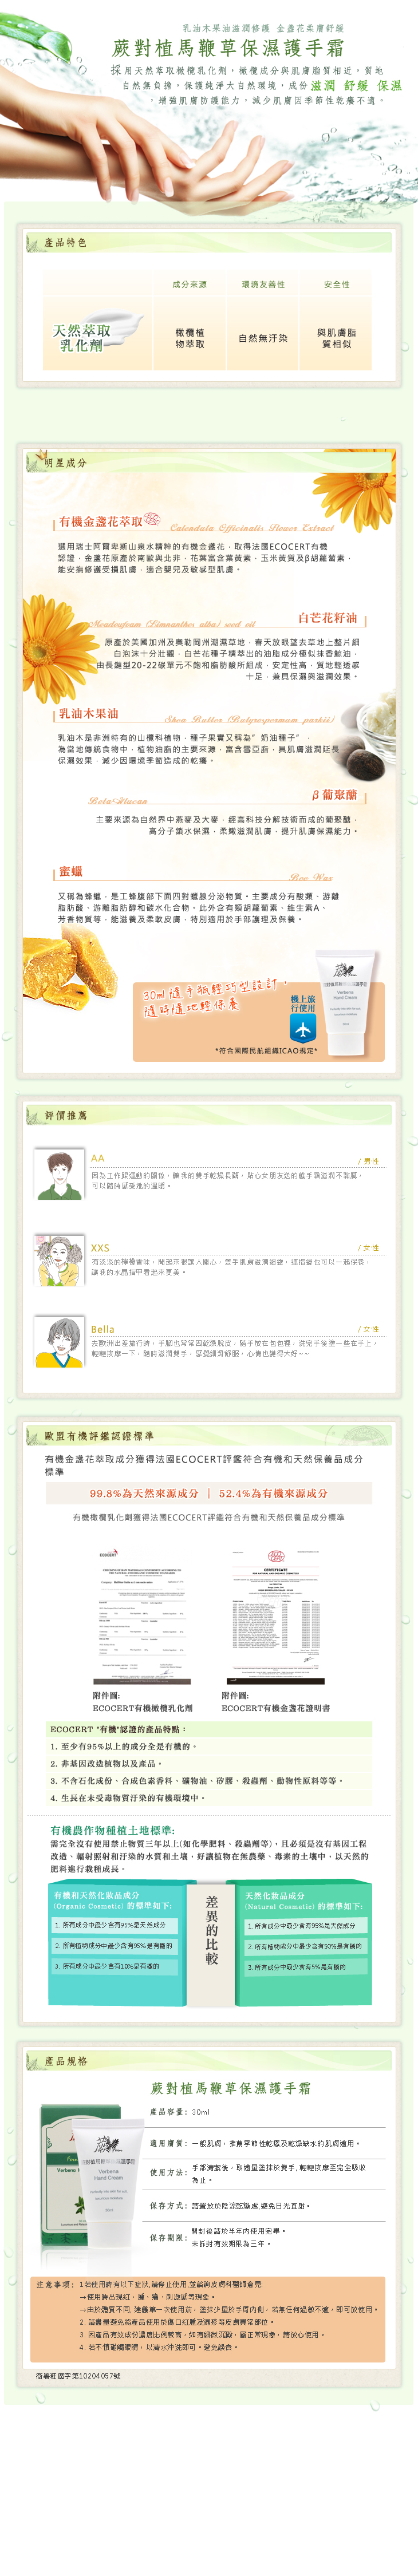 乳油木果油滋潤修護 金盞花柔膚舒緩
蕨對植馬鞭草保濕護手霜
採用天然萃取橄欖乳化劑，橄欖成分與肌膚脂質相近，質地
自然無負擔，保護純淨大自然環境，成份滋潤 舒緩 保濕
，增強肌膚防護能力，減少肌膚因季節性乾癢不適。
產品特色
成分來源 環境友善性 安全性
天然萃取
乳化劑
橄欖植
物萃取
自然無汙染
與肌膚脂
質相似
明星成分
有機金盞花萃取
Calendula Officinalis Flower Extract
選用瑞士阿爾卑斯山泉水精粹的有機金盞花，取得法國ECOCERT有機
認證，金盞花原產於南歐與北非，花葉富含葉黃素，玉米黃質及β胡蘿蔔素，
能安撫修護受損肌膚，適合嬰兒及敏感型肌膚。
Meadowfoam (Limnanthes alba) seed oil
白芒花籽油
原產於美國加州及奧勒岡州潮濕草地，春天放眼望去草地上整片細
白泡沫十分壯觀，白芒花種子精萃出的油脂成分極似抹香鯨油，
由長鏈型20-22碳單元不飽和脂肪酸所組成，安定性高，質地輕透感
十足，兼具保濕與滋潤效果。
乳油木果油
Shea Butter (Butyrospermum parkii)
乳油木是非洲特有的山欖科植物，種子果實又稱為”奶油種子”，
為當地傳統食物中，植物油脂的主要來源，富含雪亞脂，具肌膚滋潤延長
保濕效果，減少因環境季節造成的乾癢。
Beta-Glucan
β葡聚醣
主要來源為自然界中燕麥及大麥，經高科技分解技術而成的葡聚醣，
高分子鎖水保濕，柔緻滋潤肌膚，提升肌膚保濕能力。
蜜蠟
Bee Wax
又稱為蜂蠟，是工蜂腹部下面四對蠟腺分泌物質。主要成分有酸類、游離
脂肪酸、游離脂肪醇和碳水化合物。此外含有類胡蘿蔔素，維生素A、
芳香物質等，能滋養及柔軟皮膚，特別適用於手部護理及保養。
30ml隨手瓶輕巧型設計，
隨時隨地輕保養
機上旅
行使用
*符合國際民航組織ICAO規定*
Verbena
Hand Cream
評價推薦
AA
/ 男性
XXS
/ 女性
有淡淡的檸檬香味，聞起來很讓人開心，雙手肌膚滋潤細緻，連指緣也可以一起保養，
讓我的水晶指甲看起來更美。
Bella
/ 女性
去歐洲出差旅行時，手腳也常常因乾燥脫皮，隨手放在包包裡，洗完手後塗一些在手上，
輕輕按摩一下，隨時滋潤雙手，感覺細滑舒服，心情也變得大好~~
歐盟有機評鑑認證標準
有機金盞花萃取成分獲得法國ECOCERT評鑑符合有機和天然保養品成分
標準
99.8%為天然來源成分 | 52.4%為有機來源成分
有機橄欖乳化劑獲得法國ECOCERT評鑑符合有機和天然保養品成分標準
ECOCERT
CERTIFICATE
附件圖:
ECOCERT有機橄欖乳化劑
附件圖:
ECOCERT有機金盞花證明書
ECOCERT "有機"認證的產品特點：
1. 至少有95%以上的成分全是有機的。
2. 非基因改造植物以及產品。
3. 不含石化成份、合成色素香料、礦物油、矽膠、殺蟲劑、動物性原料等等。
4. 生長在未受毒物質汙染的有機環境中。
有機農作物種植土地標準:
需完全沒有使用禁止物質三年以上(如化學肥料、殺蟲劑等)，且必須是沒有基因工程
改造、輻射照射和汙染的水質和土壤，好讓植物在無農藥、毒素的土壤中，以天然的
肥料進行栽種成長。
有機和天然化妝品成分
(Organic Cosmetic) 的標準如下:
1. 所有成分中最少含有95%是天然成分
2. 所有植物成分中最少含有95%是有機的
3. 所有成分中最少含有10%是有機的
差異的比較
天然化妝品成分
(Natural Cosmetic) 的標準如下:
1. 所有成分中最少含有95%是天然成分
2. 所有植物成分中最少含有50%是有機的
3. 所有成分中最少含有5%是有機的
產品規格
蕨對植馬鞭草保濕護手霜
產品容量: 30ml
適用膚質: 一般肌膚，推薦季節性乾癢及乾燥缺水的肌膚適用。
使用方法: 手部清潔後，取適量塗抹於雙手，輕輕按摩至完全吸收
為止。
保存方式: 請置放於陰涼乾燥處,避免日光直射。
保存期限: 開封後請於半年內使用完畢。
未拆封有效期限為三年。
Verbena
Hand Cream
注意事項: 1.若使用時有以下症狀,請停止使用,並諮詢皮膚科醫師意見:
→使用時出現紅、腫、癢、刺激感等現象。
→由於體質不同，建議第一次使用前，塗抹少量於手臂內側，若無任何過敏不適，即可放心使用。
2. 請盡量避免將產品使用於傷口紅腫及濕疹等皮膚異常部位。
3. 因產品有效成份濃度比例較高，如有細微沉澱，屬正常現象，請放心使用。
4. 若不慎碰觸眼睛，以清水沖洗即可。避免誤食。
衛署粧廣字第10204057號